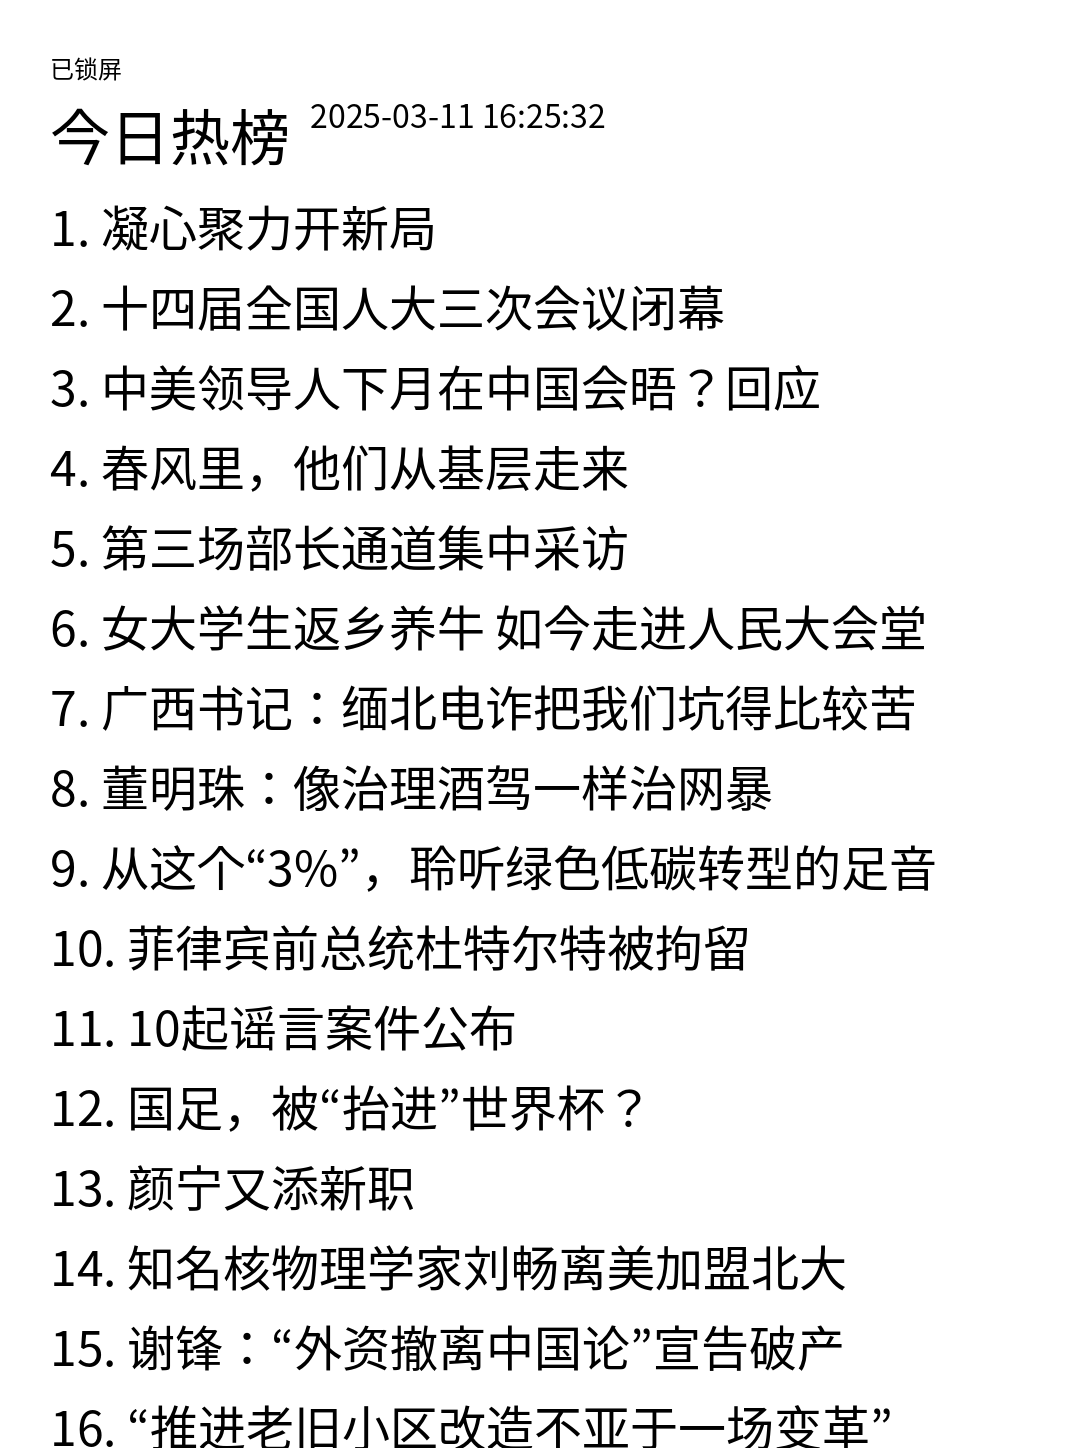 已锁屏
今日热榜 2025-03-11 16:25:32
1. 凝心聚力开新局
2. 十四届全国人大三次会议闭幕
3. 中美领导人下月在中国会晤？回应
4. 春风里，他们从基层走来
5. 第三场部长通道集中采访
6. 女大学生返乡养牛 如今走进人民大会堂
7. 广西书记：缅北电诈把我们坑得比较苦
8. 董明珠：像治理酒驾一样治网暴
9. 从这个“3%”，聆听绿色低碳转型的足音
10. 菲律宾前总统杜特尔特被拘留
11. 10起谣言案件公布
12. 国足，被“抬进”世界杯？
13. 颜宁又添新职
14. 知名核物理学家刘畅离美加盟北大
15. 谢锋：“外资撤离中国论”宣告破产
16. “推进老旧小区改造不亚于一场变革”